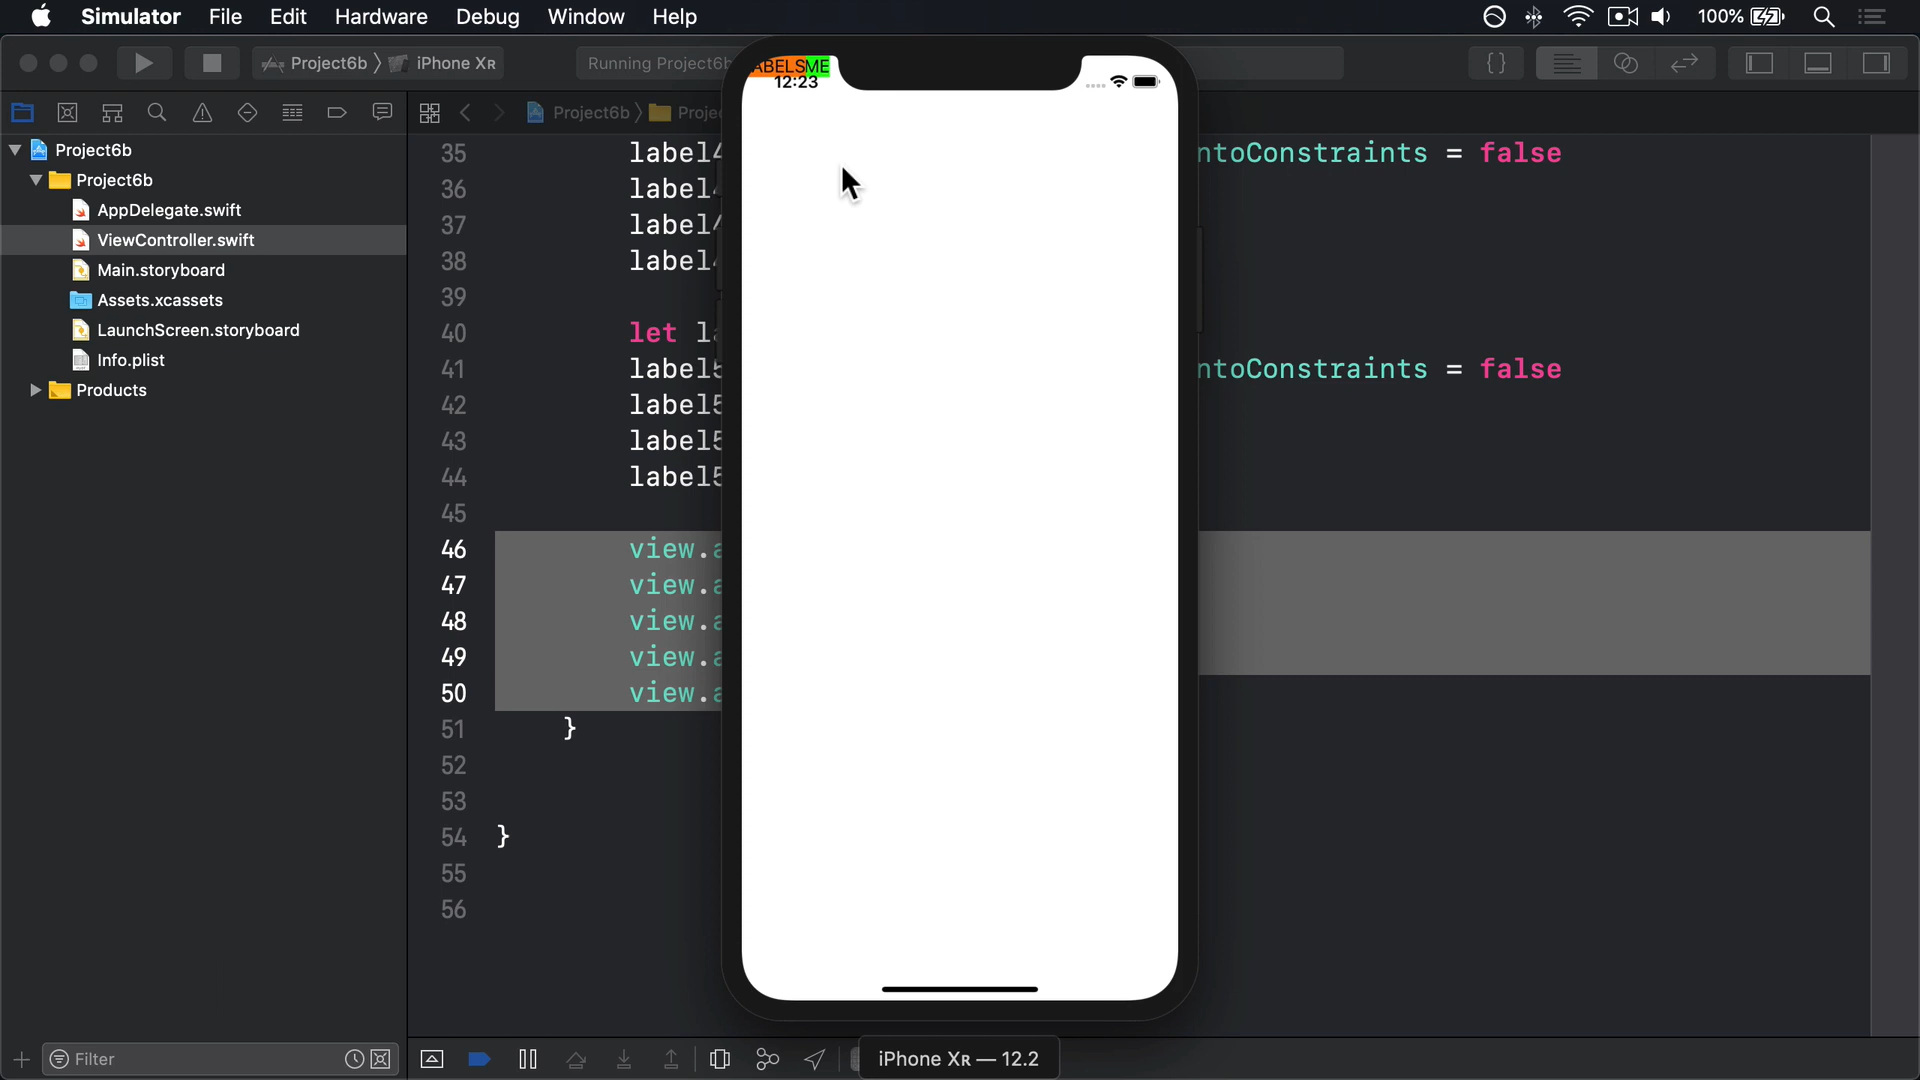 Simulator File Edit Hardware Debug Window Help 100%
Project6b iPhone XR Running Project6b
ABELSME
12:23
Project6b Projec
Project6b
Project6b
AppDelegate.swift
ViewController.swift
Main.storyboard
Assets.xcassets
LaunchScreen.storyboard
Info.plist
Products
35 label4 ntoConstraints = false
36 label4
37 label4
38 label4
39
40 let la
41 label5 ntoConstraints = false
42 label5
43 label5
44 label5
45
46 view.a
47 view.a
48 view.a
49 view.a
50 view.a
51 }
52
53
54 }
55
56
Filter
iPhone XR — 12.2